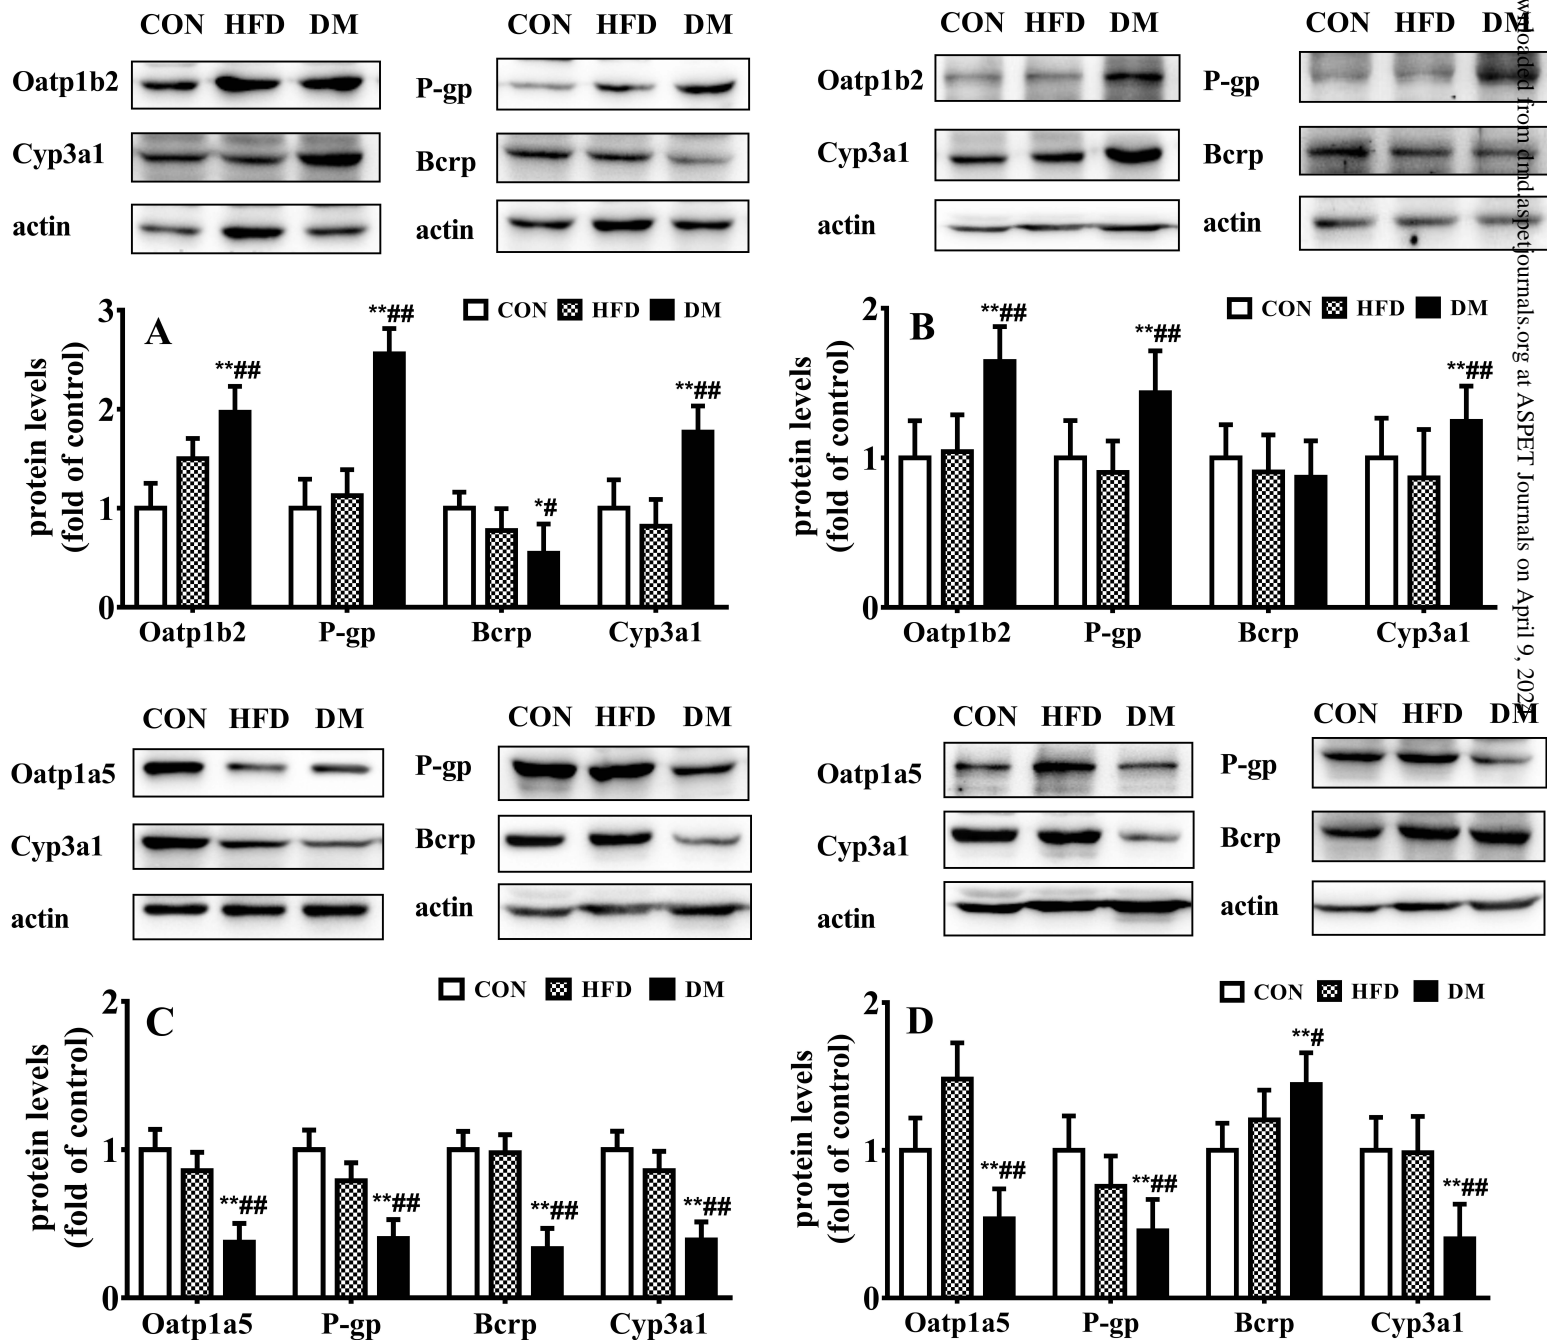 CON HFD DM
Oatp1b2
Cyp3a1
actin
CON HFD DM
P-gp
Bcrp
actin
CON HFD DM
Oatp1b2
Cyp3a1
actin
CON HFD DM
P-gp
Bcrp
actin
A
CON HFD DM
protein levels
(fold of control)
3
2
1
0
**##
**##
*#
**##
Oatp1b2 P-gp Bcrp Cyp3a1
B
CON HFD DM
protein levels
(fold of control)
2
1
0
**##
**##
**##
Oatp1b2 P-gp Bcrp Cyp3a1
CON HFD DM
Oatp1a5
Cyp3a1
actin
CON HFD DM
P-gp
Bcrp
actin
CON HFD DM
Oatp1a5
Cyp3a1
actin
CON HFD DM
P-gp
Bcrp
actin
C
CON HFD DM
protein levels
(fold of control)
2
1
0
**##
**##
**##
**##
Oatp1a5 P-gp Bcrp Cyp3a1
D
CON HFD DM
protein levels
(fold of control)
2
1
0
**##
**##
**#
**##
Oatp1a5 P-gp Bcrp Cyp3a1
from dmd.aspetjournals.org at ASPET Journals on April 9,